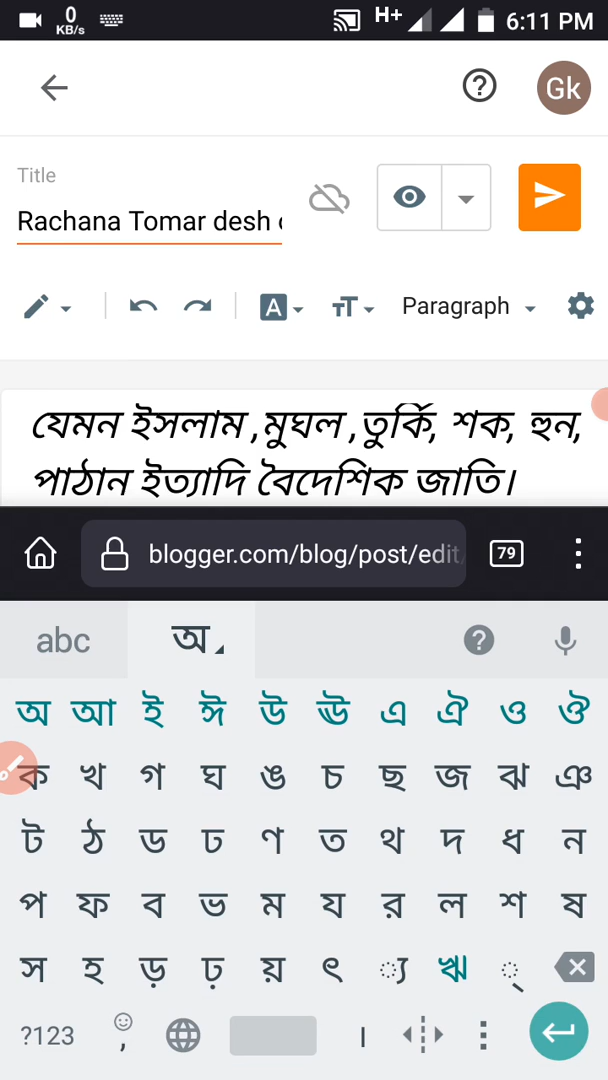 0
KB/s
H+
6:11 PM
Gk
Title
Rachana Tomar desh
A
TT
Paragraph
যেমন ইসলাম ,মুঘল ,তুর্কি, শক, হুন,
পাঠান ইত্যাদি বৈদেশিক জাতি।
blogger.com/blog/post/edit
79
abc
অ
অ আ ই ঈ উ ঊ এ ঐ ও ঔ
ক খ গ ঘ ঙ চ ছ জ ঝ ঞ
ট ঠ ড ঢ ণ ত থ দ ধ ন
প ফ ব ভ ম য র ল শ ষ
স হ ড় ঢ় য় ৎ ্য ঋ ্
?123 , ।